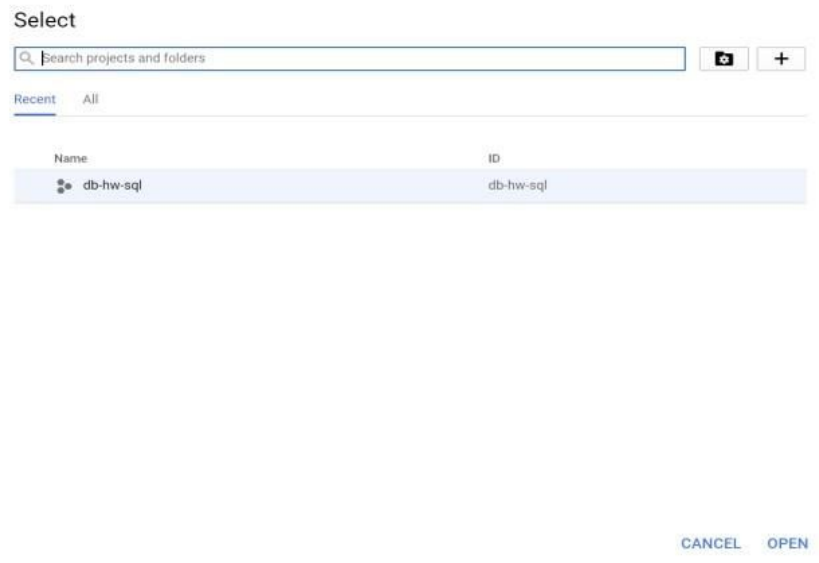 Select
Search projects and folders
Recent All
Name ID
db-hw-sql db-hw-sql
CANCEL OPEN